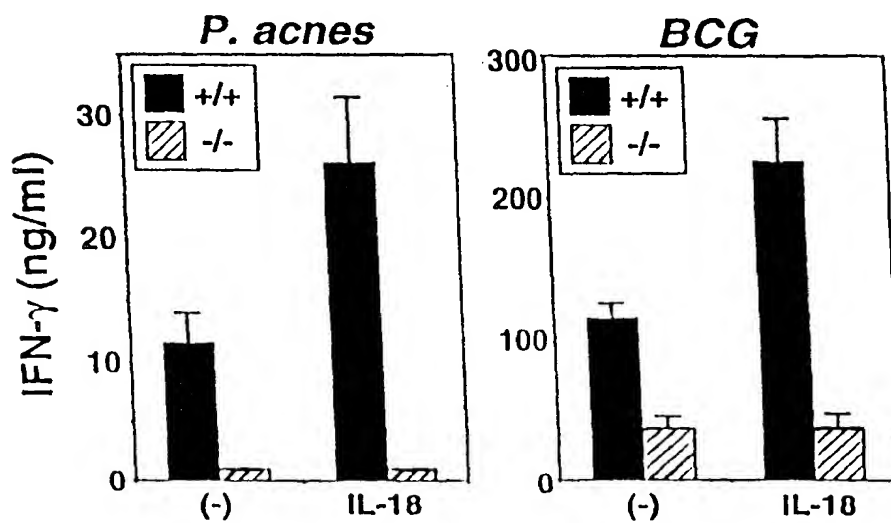 P. acnes
BCG
IFN-γ (ng/ml)
30
20
10
0
+/+
-/-
(-)
IL-18
300
200
100
0
+/+
-/-
(-)
IL-18